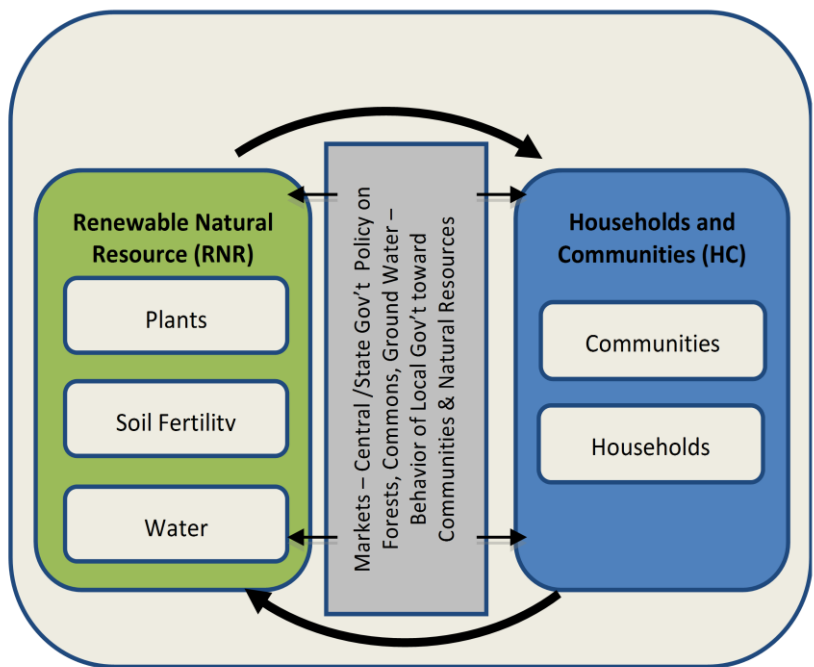 Renewable Natural
Resource (RNR)
Plants
Soil Fertilitv
Water
Markets – Central /State Gov’t  Policy on
Forests, Commons, Ground Water –
Behavior of Local Gov’t toward
Communities & Natural Resources
Households and
Communities (HC)
Communities
Households